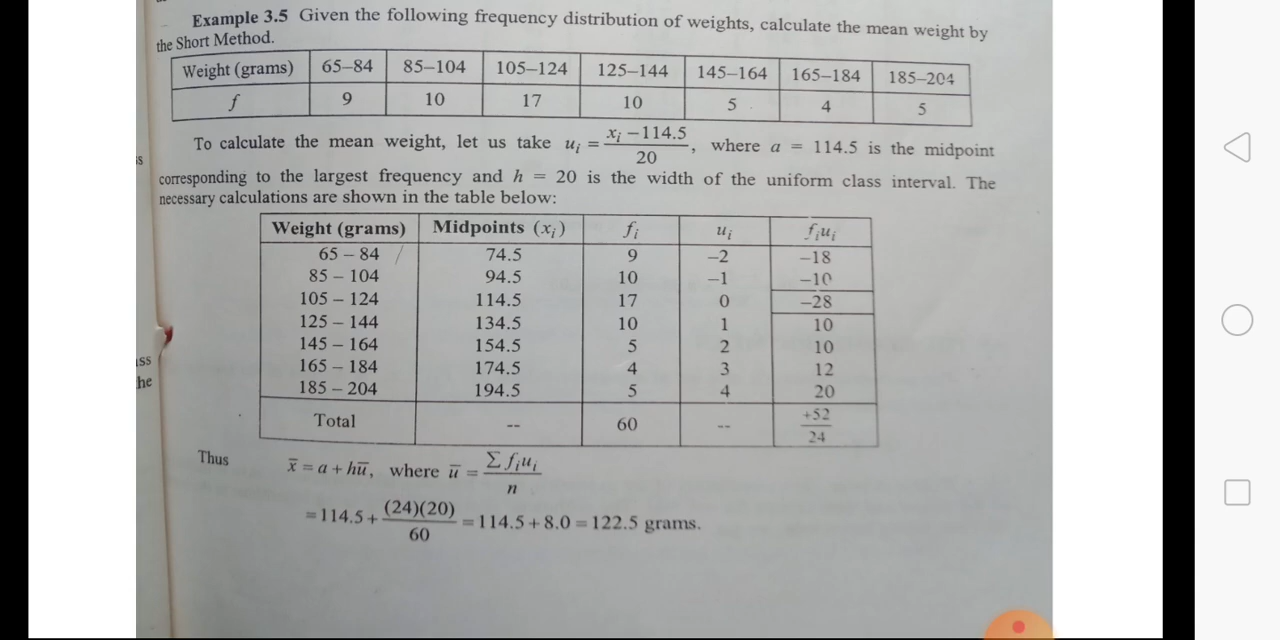 Example 3.5 Given the following frequency distribution of weights, calculate the mean weight by
the Short Method.
Weight (grams) 65–84 85–104 105–124 125–144 145–164 165–184 185–204
f 9 10 17 10 5 4 5
To calculate the mean weight, let us take uᵢ = (xᵢ – 114.5)/20, where a = 114.5 is the midpoint
corresponding to the largest frequency and h = 20 is the width of the uniform class interval. The
necessary calculations are shown in the table below:
Weight (grams) Midpoints (xᵢ) fᵢ uᵢ fᵢuᵢ
65 – 84 74.5 9 –2 –18
85 – 104 94.5 10 –1 –10
105 – 124 114.5 17 0 –28
125 – 144 134.5 10 1 10
145 – 164 154.5 5 2 10
165 – 184 174.5 4 3 12
185 – 204 194.5 5 4 20
Total -- 60 -- +52
24
Thus x̄ = a + hū, where ū = Σ fᵢuᵢ / n
= 114.5 + (24)(20)/60 = 114.5 + 8.0 = 122.5 grams.